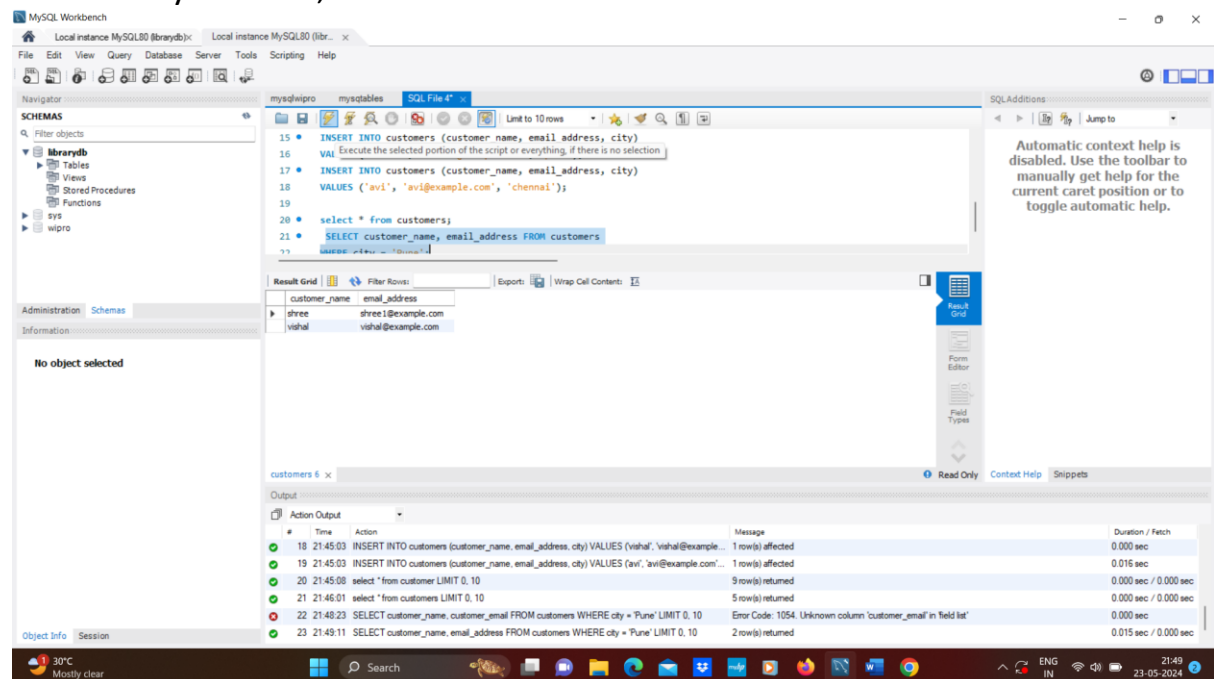 MySQL Workbench
Local instance MySQL80 (librarydb) × Local instance MySQL80 (libr... ×
File Edit View Query Database Server Tools Scripting Help
Navigator
SCHEMAS
Filter objects
librarydb
Tables
Views
Stored Procedures
Functions
sys
wipro
Administration Schemas
Information
No object selected
Object Info Session
mysqlwipro mysqltables SQL File 4* ×
Limit to 10 rows
15 INSERT INTO customers (customer_name, email_address, city)
Execute the selected portion of the script or everything, if there is no selection
16 VAL
17 INSERT INTO customers (customer_name, email_address, city)
18 VALUES ('avi', 'avi@example.com', 'chennai');
19
20 select * from customers;
21 SELECT customer_name, email_address FROM customers
22 WHERE city = 'Pune';
Result Grid Filter Rows: Export: Wrap Cell Content:
customer_name email_address
shree shree1@example.com
vishal vishal@example.com
Result Grid
Form Editor
Field Types
customers 6 × Read Only
SQLAdditions
Jump to
Automatic context help is
disabled. Use the toolbar to
manually get help for the
current caret position or to
toggle automatic help.
Context Help Snippets
Output
Action Output
# Time Action Message Duration / Fetch
18 21:45:03 INSERT INTO customers (customer_name, email_address, city) VALUES ('vishal', 'vishal@example... 1 row(s) affected 0.000 sec
19 21:45:03 INSERT INTO customers (customer_name, email_address, city) VALUES ('avi', 'avi@example.com'... 1 row(s) affected 0.016 sec
20 21:45:08 select * from customer LIMIT 0, 10 9 row(s) returned 0.000 sec / 0.000 sec
21 21:46:01 select * from customers LIMIT 0, 10 5 row(s) returned 0.000 sec / 0.000 sec
22 21:48:23 SELECT customer_name, customer_email FROM customers WHERE city = 'Pune' LIMIT 0, 10 Error Code: 1054. Unknown column 'customer_email' in 'field list' 0.000 sec
23 21:49:11 SELECT customer_name, email_address FROM customers WHERE city = 'Pune' LIMIT 0, 10 2 row(s) returned 0.015 sec / 0.000 sec
1 30°C
Mostly clear
Search
ENG
IN
21:49
23-05-2024
2